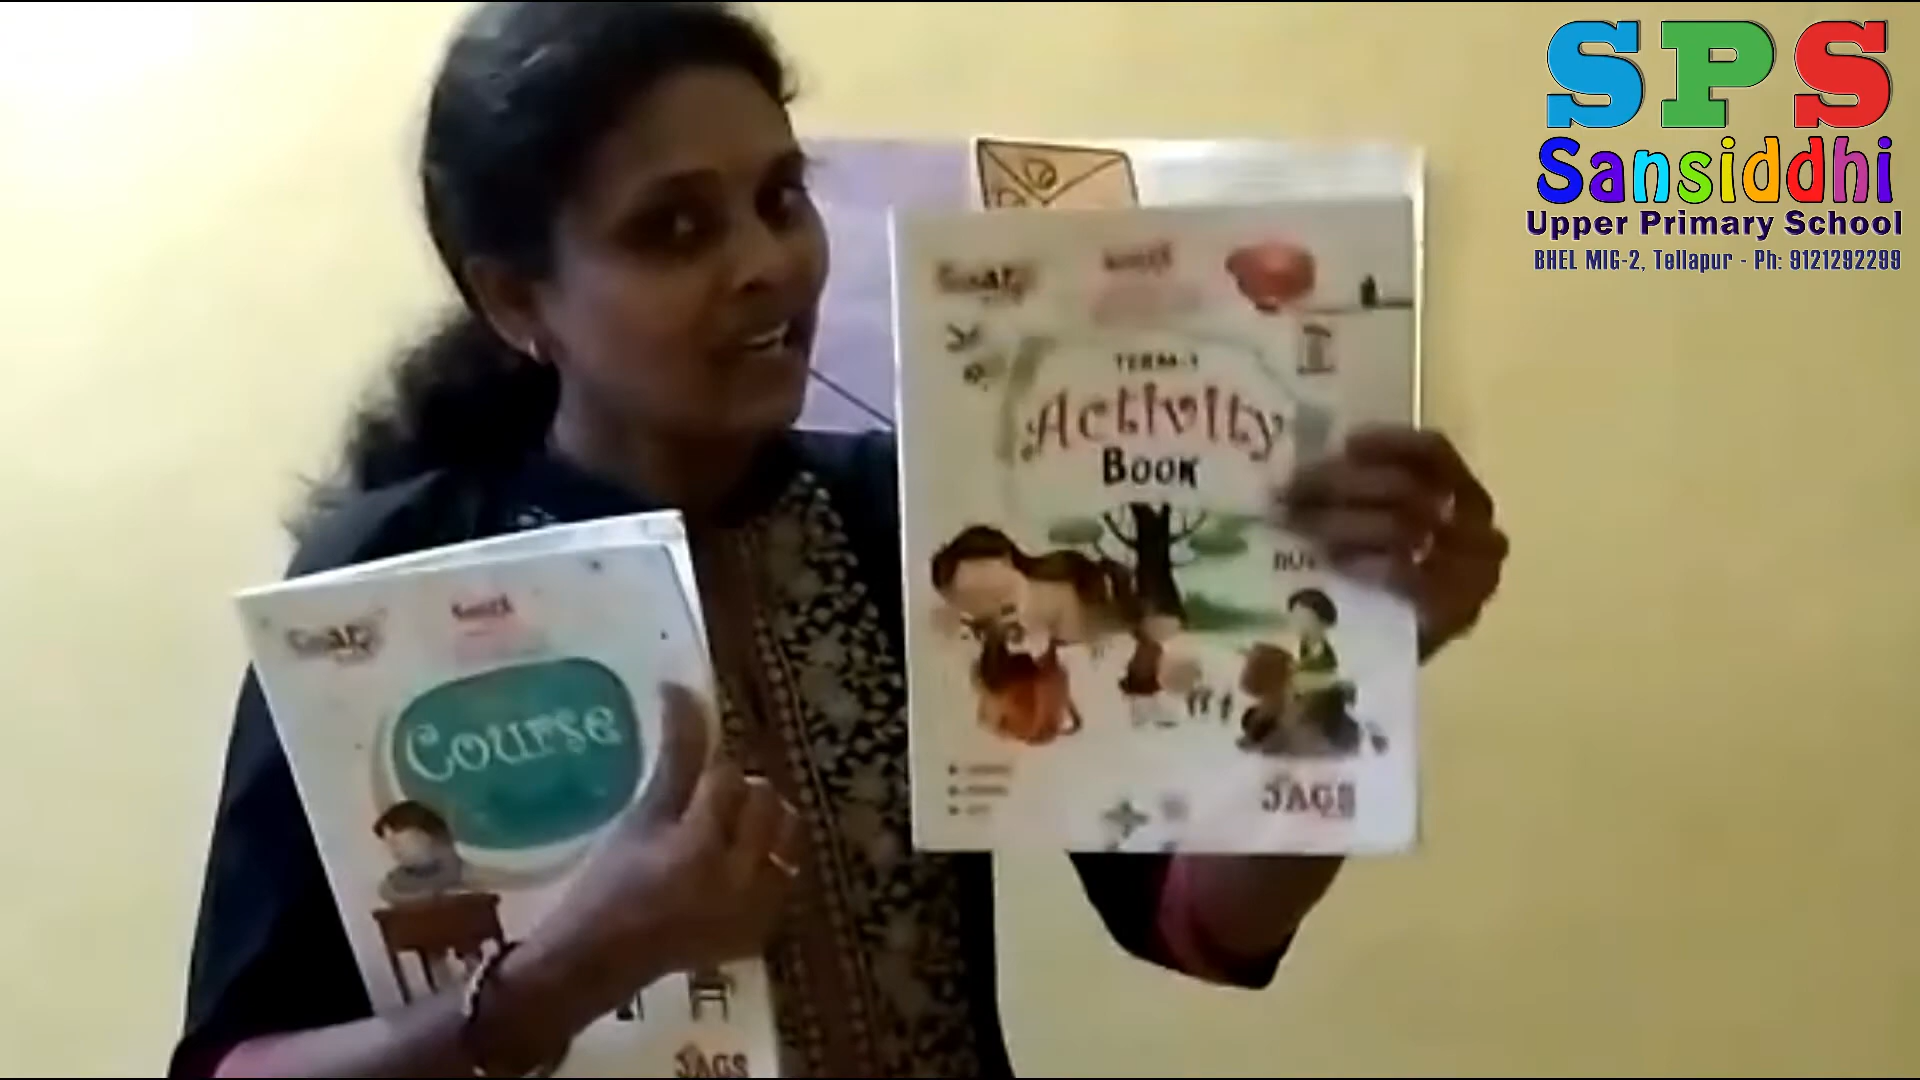 SPS
Sansiddhi
Upper Primary School
BHEL MIG-2, Tellapur - Ph: 9121292299
TERM-1
Activity
Book
JAGS
Course
JAGS